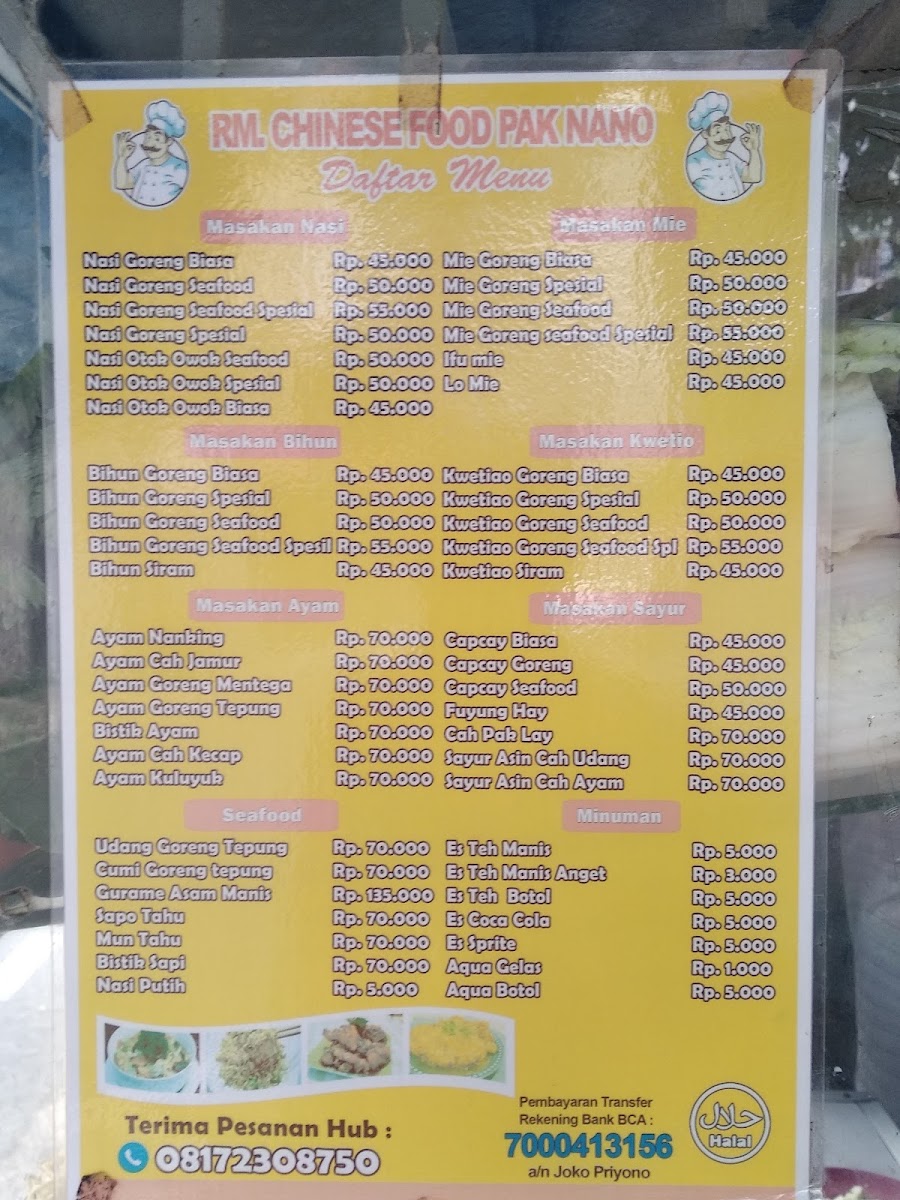 RM. CHINESE FOOD PAK NANO
Daftar Menu
Masakan Nasi
Nasi Goreng Biasa Rp. 45.000
Nasi Goreng Seafood Rp. 50.000
Nasi Goreng Seafood Spesial Rp. 55.000
Nasi Goreng Spesial Rp. 50.000
Nasi Otok Owok Seafood Rp. 50.000
Nasi Otok Owok Spesial Rp. 50.000
Nasi Otok Owok Biasa Rp. 45.000
Masakan Mie
Mie Goreng Biasa Rp. 45.000
Mie Goreng Spesial Rp. 50.000
Mie Goreng Seafood Rp. 50.000
Mie Goreng seafood Spesial Rp. 55.000
Ifu mie Rp. 45.000
Lo Mie Rp. 45.000
Masakan Bihun
Bihun Goreng Biasa Rp. 45.000
Bihun Goreng Spesial Rp. 50.000
Bihun Goreng Seafood Rp. 50.000
Bihun Goreng Seafood Spesil Rp. 55.000
Bihun Siram Rp. 45.000
Masakan Kwetio
Kwetiao Goreng Biasa Rp. 45.000
Kwetiao Goreng Spesial Rp. 50.000
Kwetiao Goreng Seafood Rp. 50.000
Kwetiao Goreng Seafood Spl Rp. 55.000
Kwetiao Siram Rp. 45.000
Masakan Ayam
Ayam Nanking Rp. 70.000
Ayam Cah Jamur Rp. 70.000
Ayam Goreng Mentega Rp. 70.000
Ayam Goreng Tepung Rp. 70.000
Bistik Ayam Rp. 70.000
Ayam Cah Kecap Rp. 70.000
Ayam Kuluyuk Rp. 70.000
Masakan Sayur
Capcay Biasa Rp. 45.000
Capcay Goreng Rp. 45.000
Capcay Seafood Rp. 50.000
Fuyung Hay Rp. 45.000
Cah Pak Lay Rp. 70.000
Sayur Asin Cah Udang Rp. 70.000
Sayur Asin Cah Ayam Rp. 70.000
Seafood
Udang Goreng Tepung Rp. 70.000
Cumi Goreng tepung Rp. 70.000
Gurame Asam Manis Rp. 135.000
Sapo Tahu Rp. 70.000
Mun Tahu Rp. 70.000
Bistik Sapi Rp. 70.000
Nasi Putih Rp. 5.000
Minuman
Es Teh Manis Rp. 5.000
Es Teh Manis Anget Rp. 3.000
Es Teh Botol Rp. 5.000
Es Coca Cola Rp. 5.000
Es Sprite Rp. 5.000
Aqua Gelas Rp. 1.000
Aqua Botol Rp. 5.000
Terima Pesanan Hub :
08172308750
Pembayaran Transfer
Rekening Bank BCA :
7000413156
a/n Joko Priyono
حلال
Halal